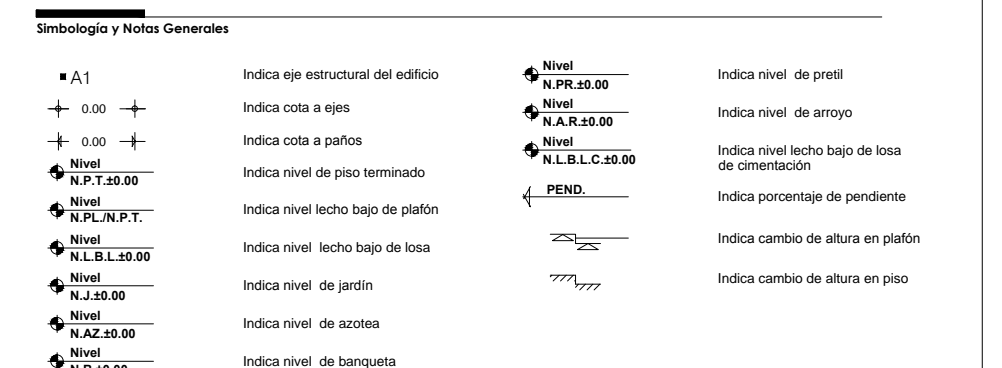 Simbología y Notas Generales
A1 Indica eje estructural del edificio
0.00 Indica cota a ejes
0.00 Indica cota a paños
Nivel
N.P.T.±0.00 Indica nivel de piso terminado
Nivel
N.PL./N.P.T. Indica nivel lecho bajo de plafón
Nivel
N.L.B.L.±0.00 Indica nivel lecho bajo de losa
Nivel
N.J.±0.00 Indica nivel de jardín
Nivel
N.AZ.±0.00 Indica nivel de azotea
Nivel
Indica nivel de banqueta
Nivel
N.PR.±0.00 Indica nivel de pretil
Nivel
N.A.R.±0.00 Indica nivel de arroyo
Nivel
N.L.B.L.C.±0.00 Indica nivel lecho bajo de losa
de cimentación
PEND. Indica porcentaje de pendiente
Indica cambio de altura en plafón
Indica cambio de altura en piso